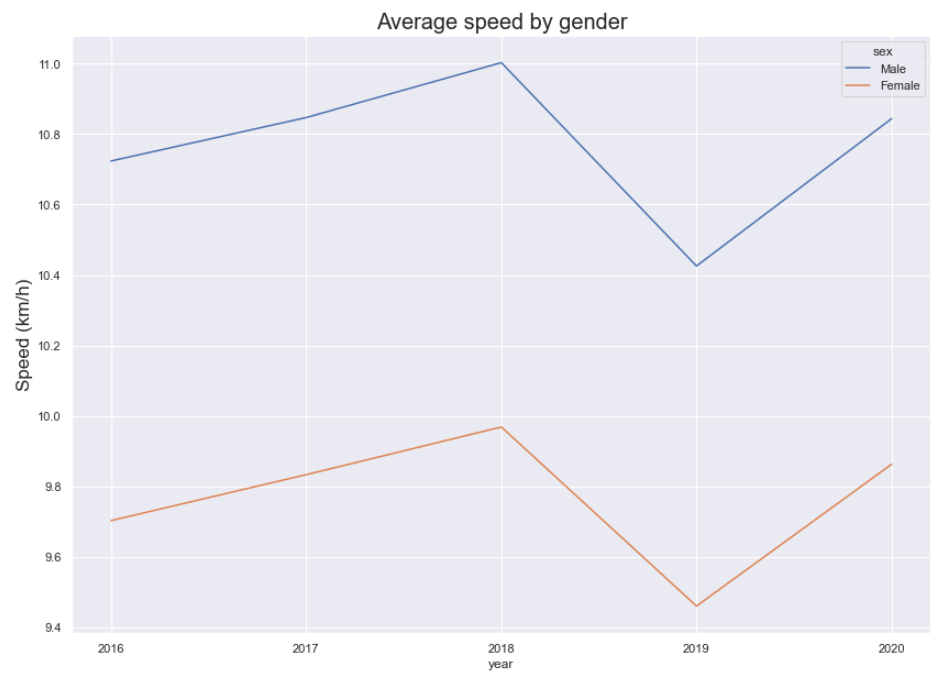 Average speed by gender
sex
Male
Female
Speed (km/h)
11.0
10.8
10.6
10.4
10.2
10.0
9.8
9.6
9.4
2016 2017 2018 2019 2020
year